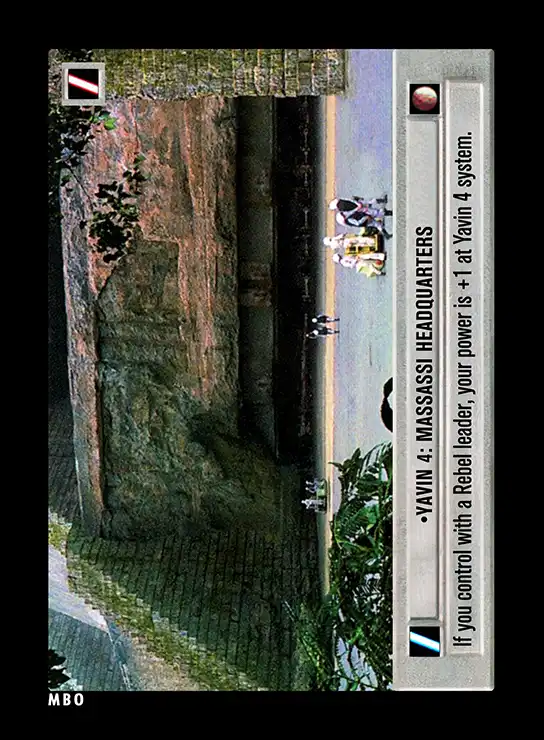 •YAVIN 4: MASSASSI HEADQUARTERS
If you control with a Rebel leader, your power is +1 at Yavin 4 system.
MBO